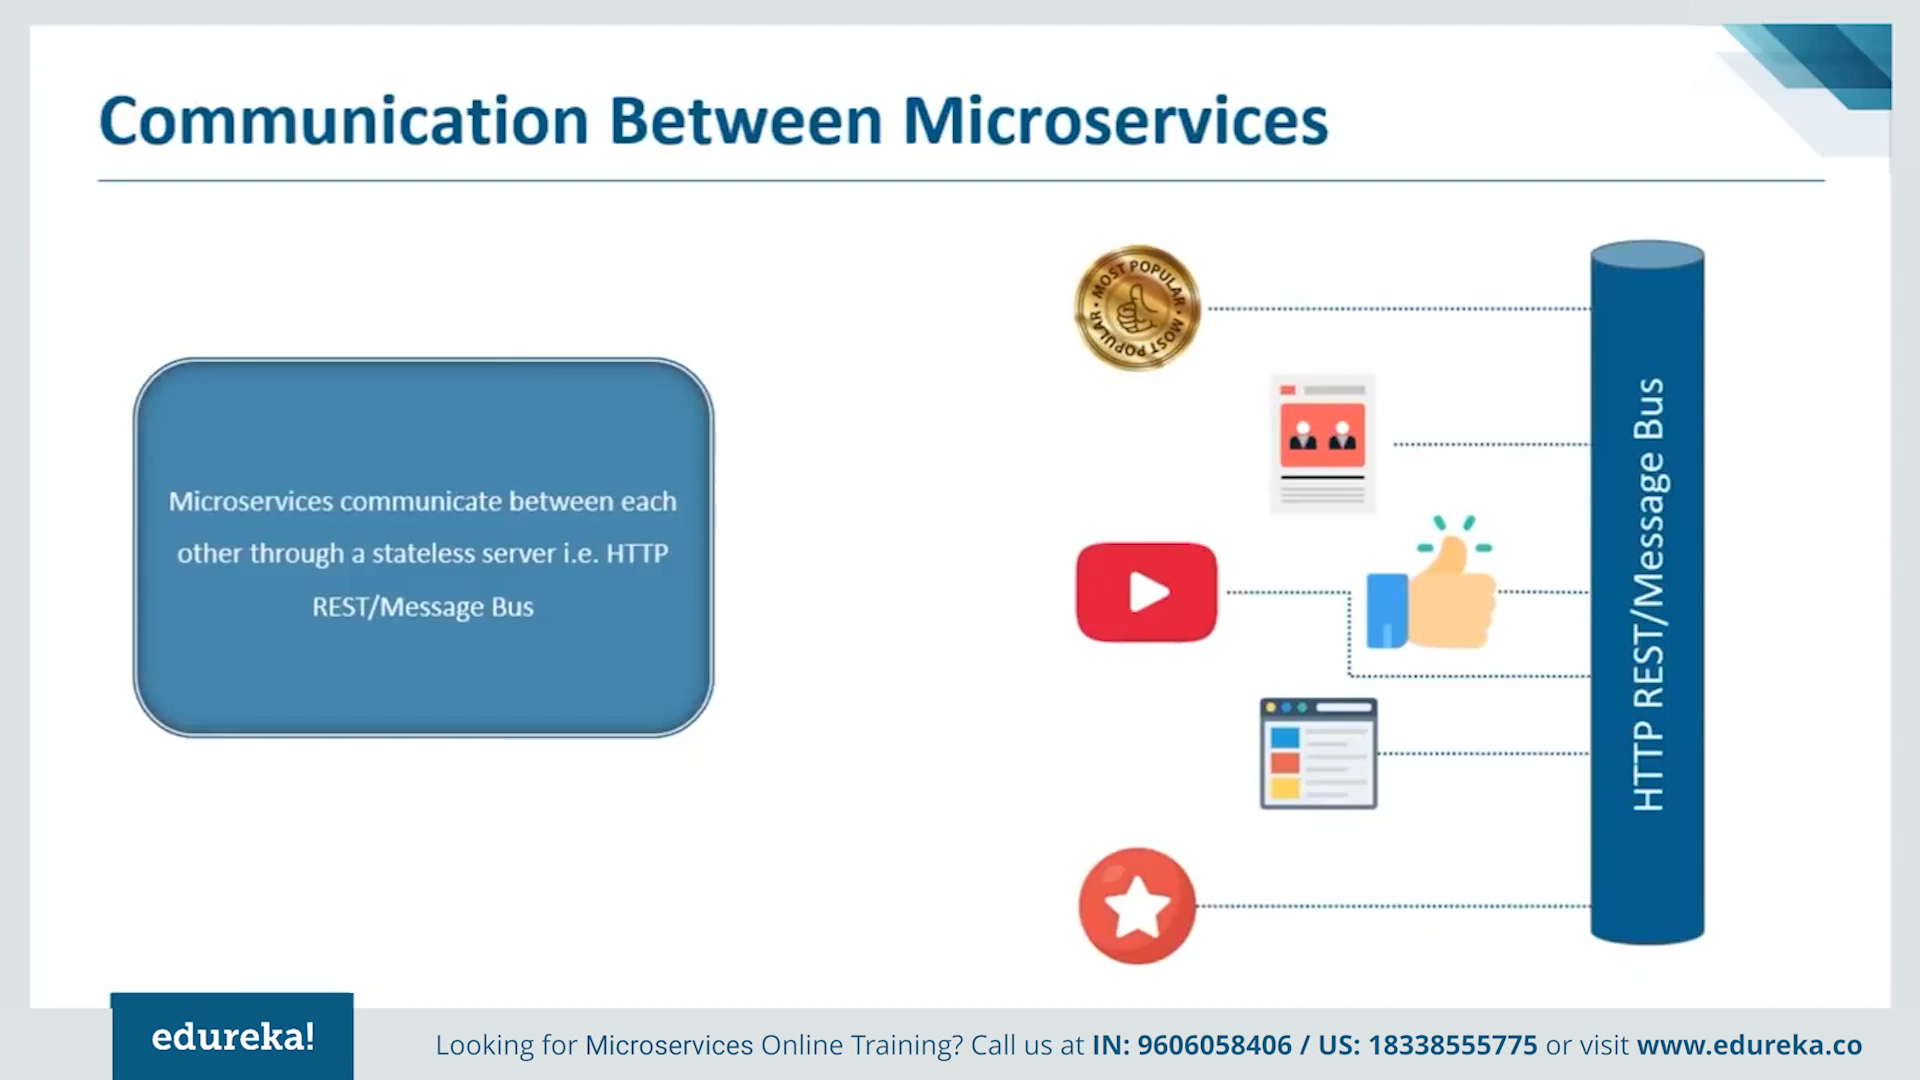 Communication Between Microservices
Microservices communicate between each
other through a stateless server i.e. HTTP
REST/Message Bus
MOST POPULAR • MOST POPULAR •
HTTP REST/Message Bus
edureka!
Looking for Microservices Online Training? Call us at IN: 9606058406 / US: 18338555775 or visit www.edureka.co